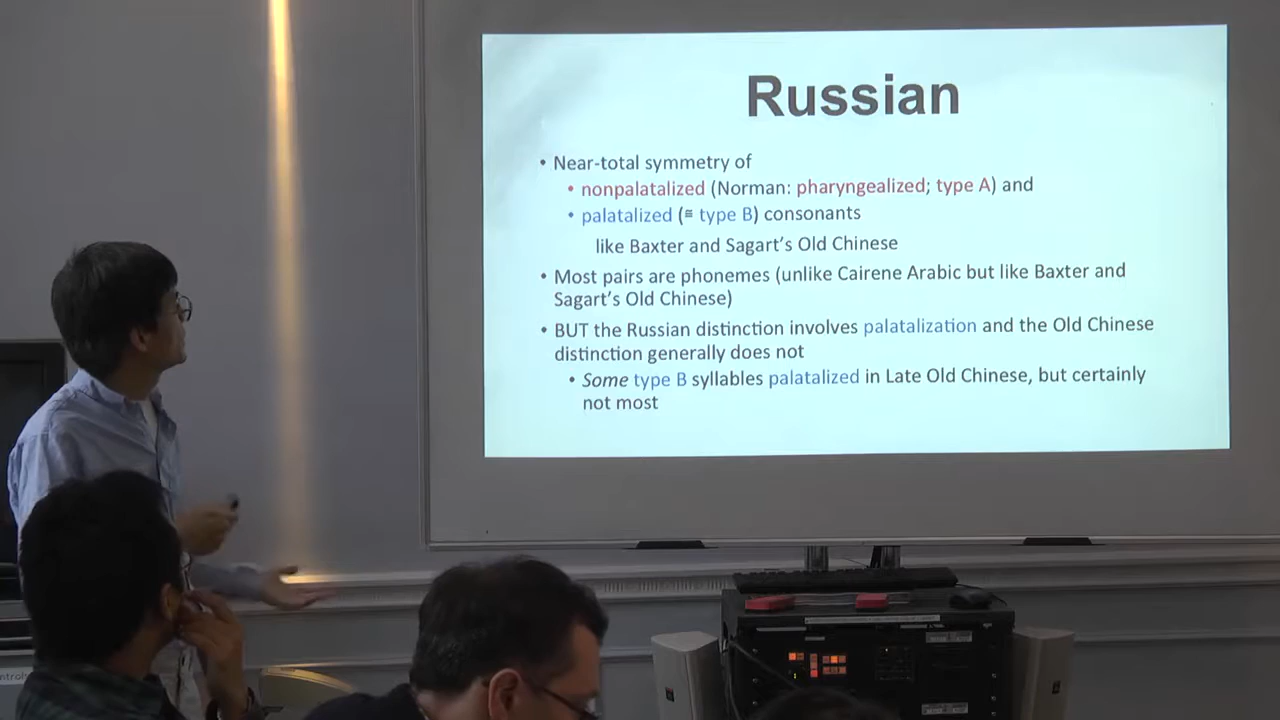 Russian
• Near-total symmetry of
• nonpalatalized (Norman: pharyngealized; type A) and
• palatalized (≅ type B) consonants
like Baxter and Sagart's Old Chinese
• Most pairs are phonemes (unlike Cairene Arabic but like Baxter and
Sagart's Old Chinese)
• BUT the Russian distinction involves palatalization and the Old Chinese
distinction generally does not
• Some type B syllables palatalized in Late Old Chinese, but certainly
not most